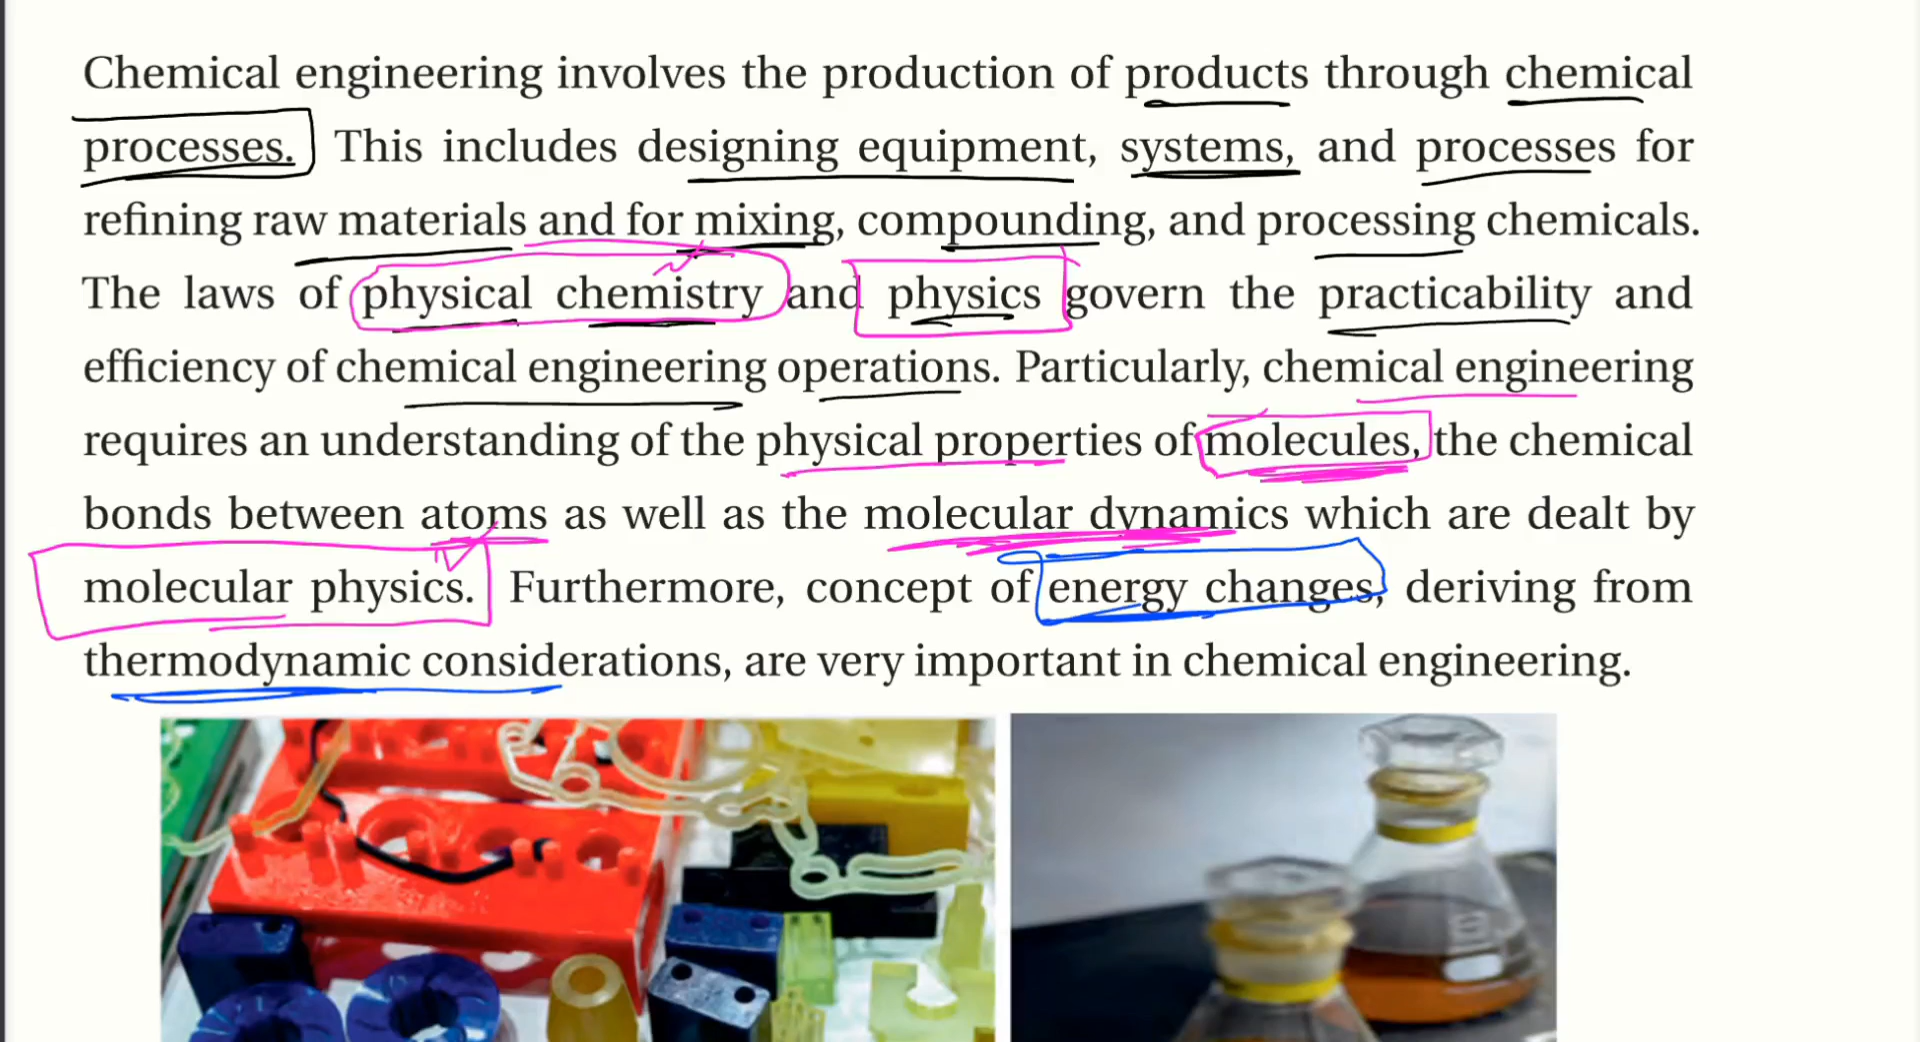 Chemical engineering involves the production of products through chemical
processes. This includes designing equipment, systems, and processes for
refining raw materials and for mixing, compounding, and processing chemicals.
The laws of physical chemistry and physics govern the practicability and
efficiency of chemical engineering operations. Particularly, chemical engineering
requires an understanding of the physical properties of molecules, the chemical
bonds between atoms as well as the molecular dynamics which are dealt by
molecular physics. Furthermore, concept of energy changes, deriving from
thermodynamic considerations, are very important in chemical engineering.